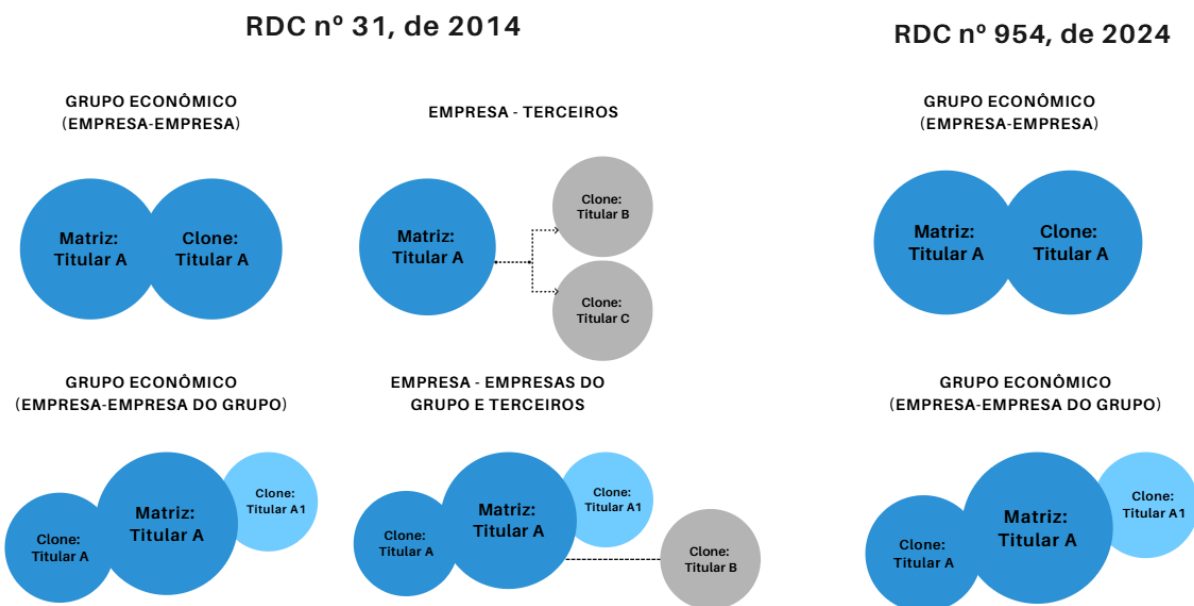 RDC nº 31, de 2014
RDC nº 954, de 2024
GRUPO ECONÔMICO
(EMPRESA-EMPRESA)
EMPRESA - TERCEIROS
GRUPO ECONÔMICO
(EMPRESA-EMPRESA)
Matriz:
Titular A
Clone:
Titular A
Matriz:
Titular A
Clone:
Titular B
Clone:
Titular C
Matriz:
Titular A
Clone:
Titular A
GRUPO ECONÔMICO
(EMPRESA-EMPRESA DO GRUPO)
EMPRESA - EMPRESAS DO
GRUPO E TERCEIROS
GRUPO ECONÔMICO
(EMPRESA-EMPRESA DO GRUPO)
Clone:
Titular A
Matriz:
Titular A
Clone:
Titular A1
Clone:
Titular A
Matriz:
Titular A
Clone:
Titular A1
Clone:
Titular B
Clone:
Titular A
Matriz:
Titular A
Clone:
Titular A1